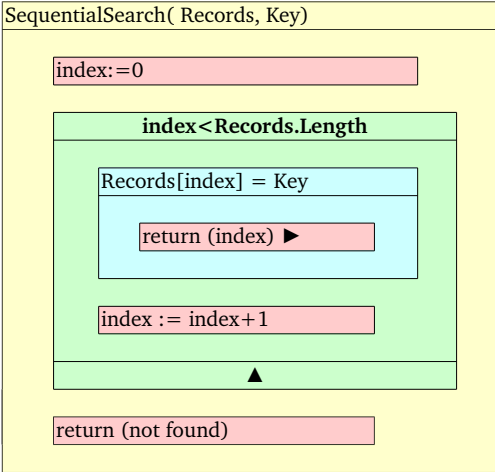 SequentialSearch( Records, Key)
index:=0
index<Records.Length
Records[index] = Key
return (index) ►
index := index+1
▲
return (not found)